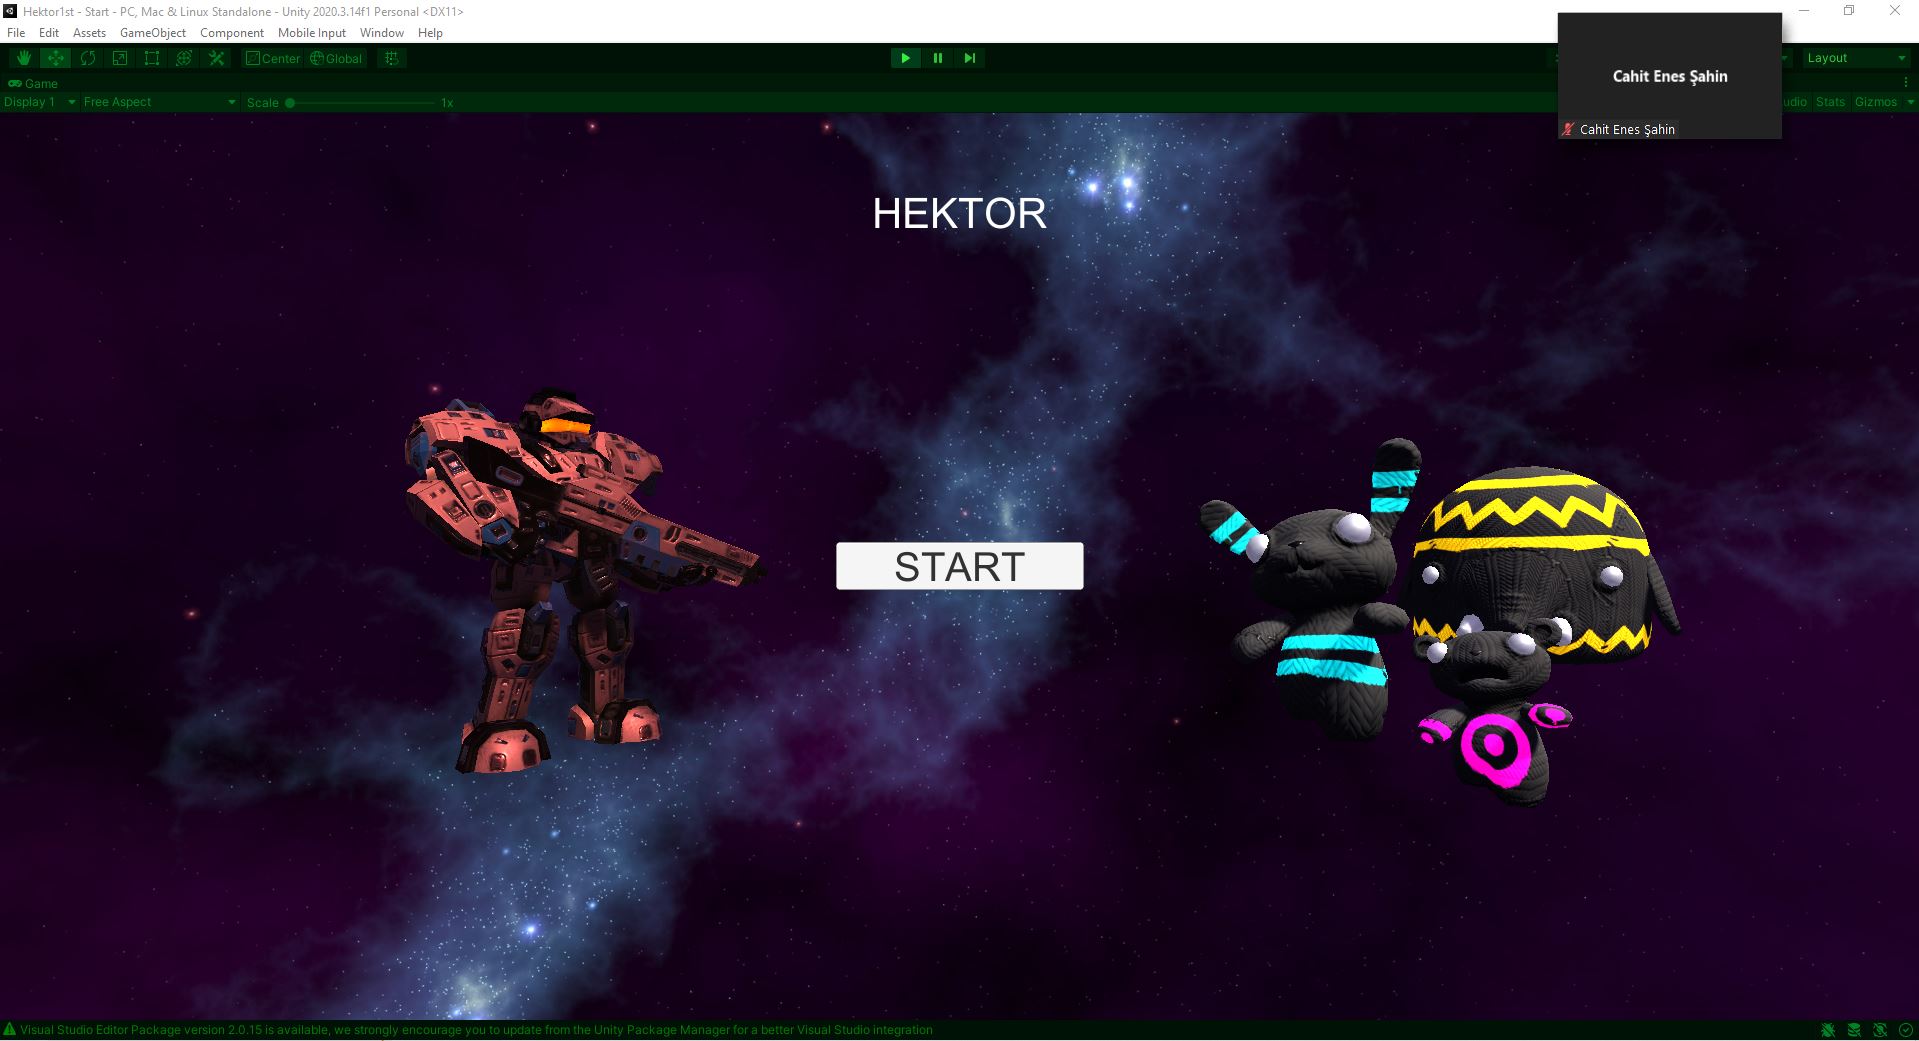 Hektor1st - Start - PC, Mac & Linux Standalone - Unity 2020.3.14f1 Personal <DX11>
File Edit Assets GameObject Component Mobile Input Window Help
Center Global Layout
Game
Display 1 Free Aspect Scale 1x Stats Gizmos
Cahit Enes Şahin
Cahit Enes Şahin
HEKTOR
START
Visual Studio Editor Package version 2.0.15 is available, we strongly encourage you to update from the Unity Package Manager for a better Visual Studio integration